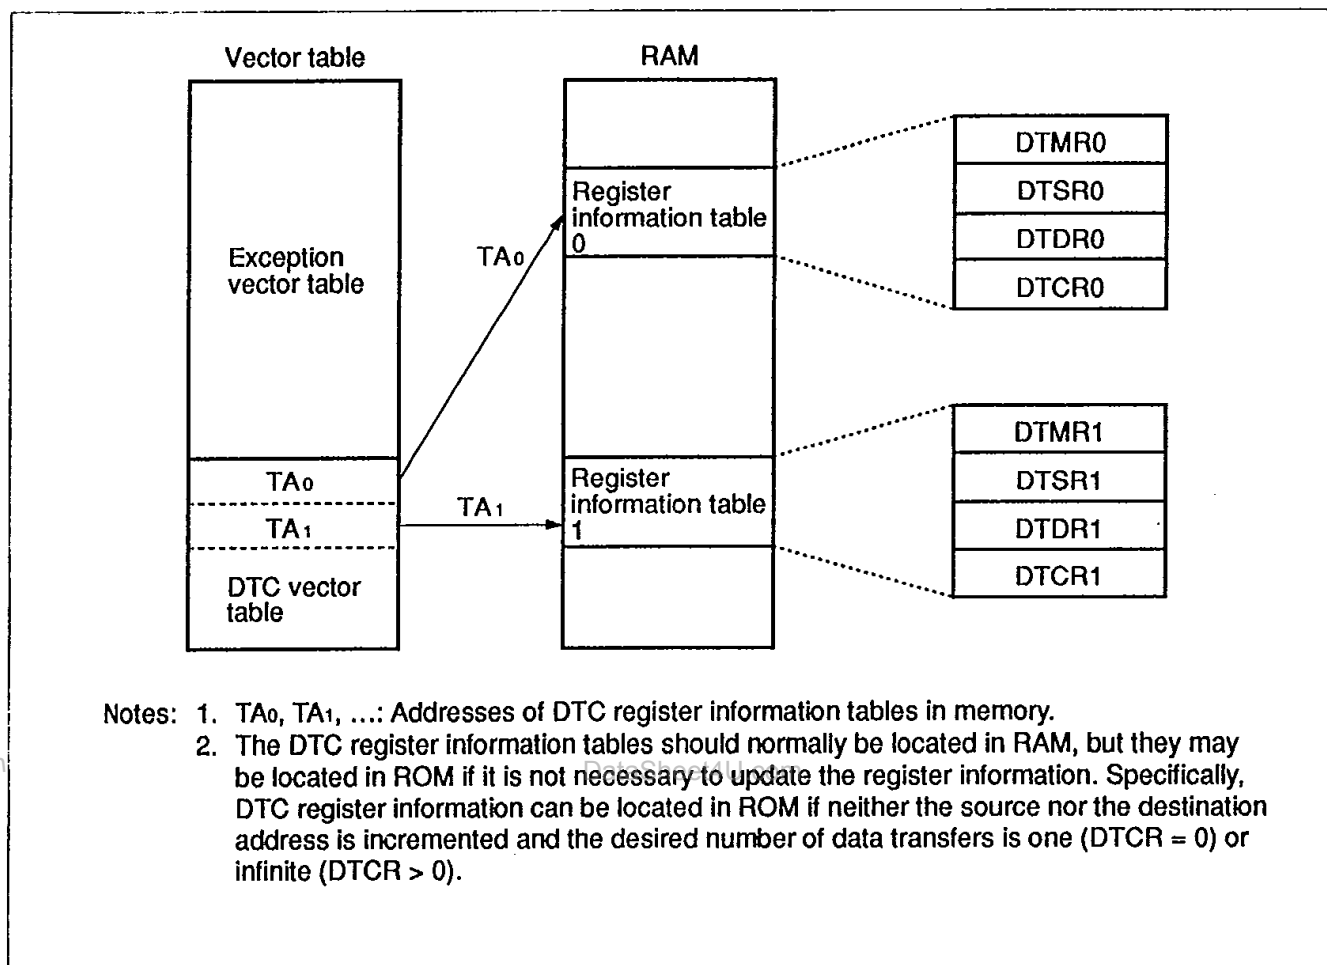 Vector table
RAM
Exception
vector table
TA0
TA1
DTC vector
table
TA0
TA1
Register
information table
0
Register
information table
1
DTMR0
DTSR0
DTDR0
DTCR0
DTMR1
DTSR1
DTDR1
DTCR1
Notes: 1. TA0, TA1, ...: Addresses of DTC register information tables in memory.
2. The DTC register information tables should normally be located in RAM, but they may
be located in ROM if it is not necessary to update the register information. Specifically,
DTC register information can be located in ROM if neither the source nor the destination
address is incremented and the desired number of data transfers is one (DTCR = 0) or
infinite (DTCR > 0).
DataSheet4U.com